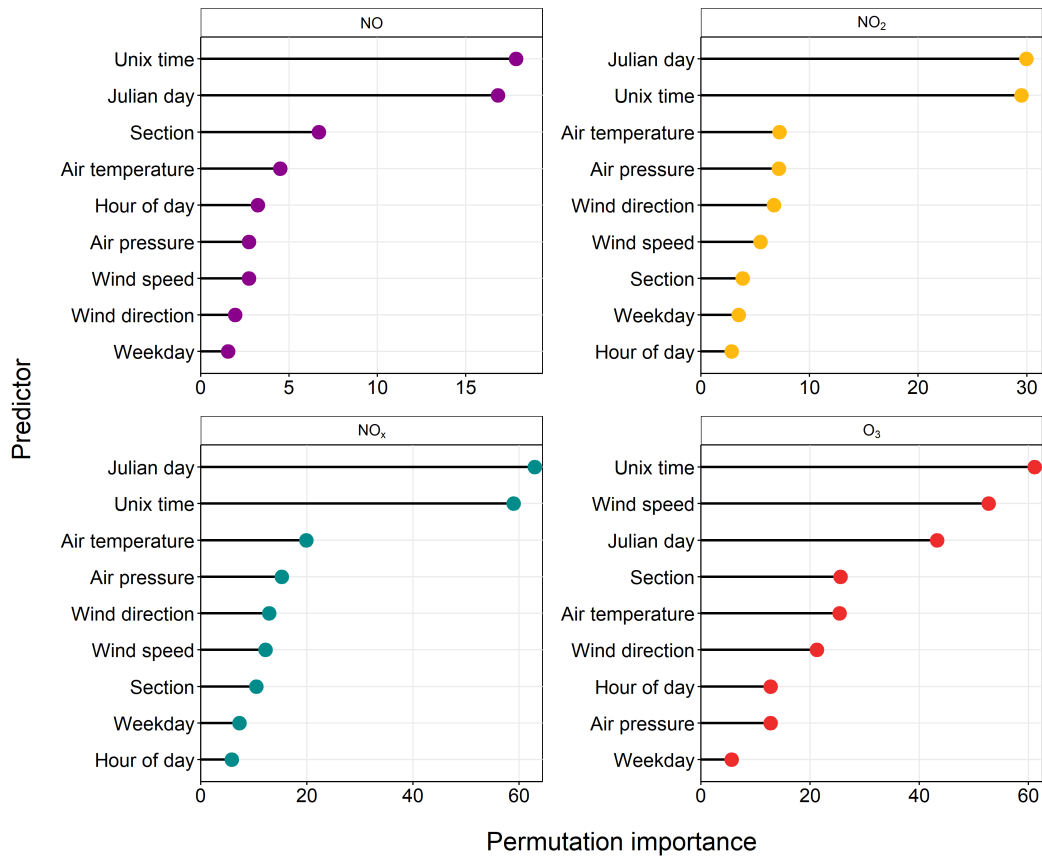 NO
Unix time
Julian day
Section
Air temperature
Hour of day
Air pressure
Wind speed
Wind direction
Weekday
0 5 10 15
NO₂
Julian day
Unix time
Air temperature
Air pressure
Wind direction
Wind speed
Section
Weekday
Hour of day
0 10 20 30
Predictor
NOₓ
Julian day
Unix time
Air temperature
Air pressure
Wind direction
Wind speed
Section
Weekday
Hour of day
0 20 40 60
O₃
Unix time
Wind speed
Julian day
Section
Air temperature
Wind direction
Hour of day
Air pressure
Weekday
0 20 40 60
Permutation importance